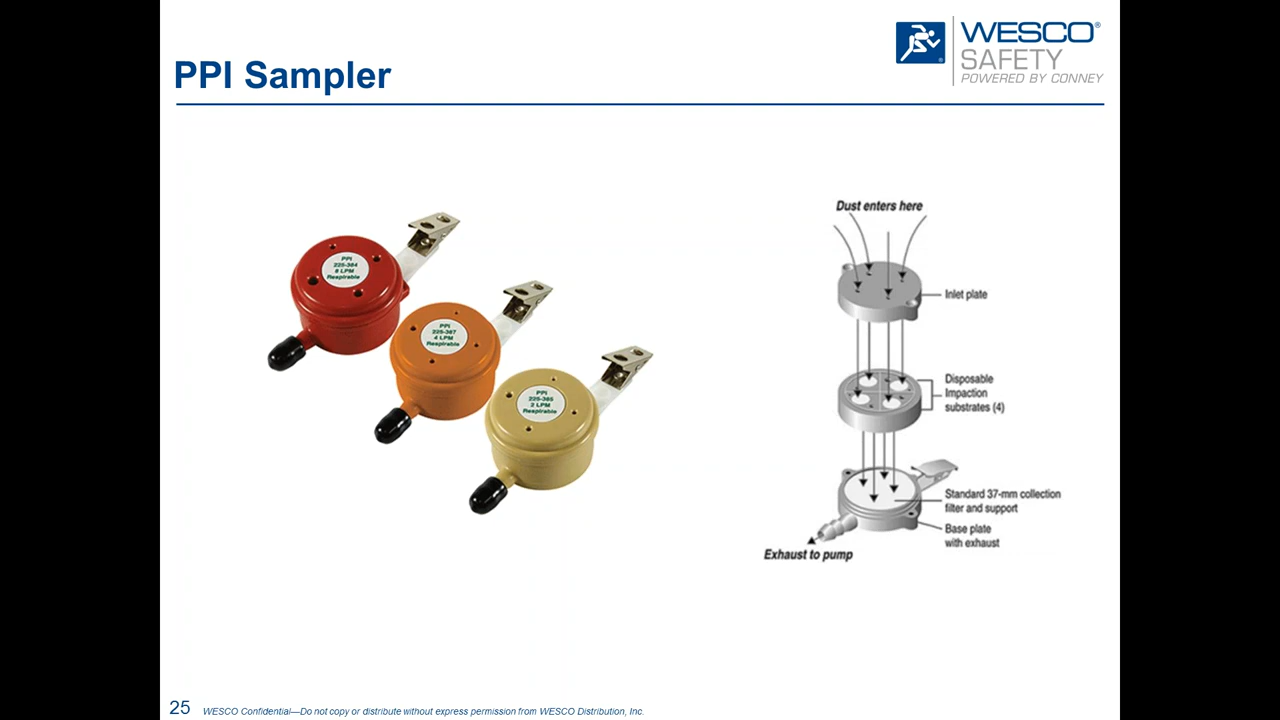 WESCO®
SAFETY
POWERED BY CONNEY
PPI Sampler
PPI
225-384
8 LPM
Respirable
PPI
225-387
4 LPM
Respirable
PPI
225-385
2 LPM
Respirable
Dust enters here
Inlet plate
Disposable
Impaction
substrates (4)
Standard 37-mm collection
filter and support
Base plate
with exhaust
Exhaust to pump
25
WESCO Confidential—Do not copy or distribute without express permission from WESCO Distribution, Inc.